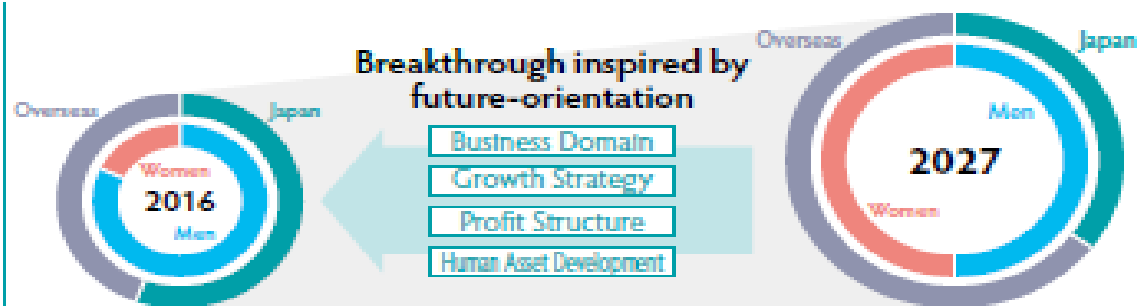 Overseas
Japan
Women
2016
Men
Breakthrough inspired by
future-orientation
Business Domain
Growth Strategy
Profit Structure
Human Asset Development
Overseas
Japan
Men
2027
Women